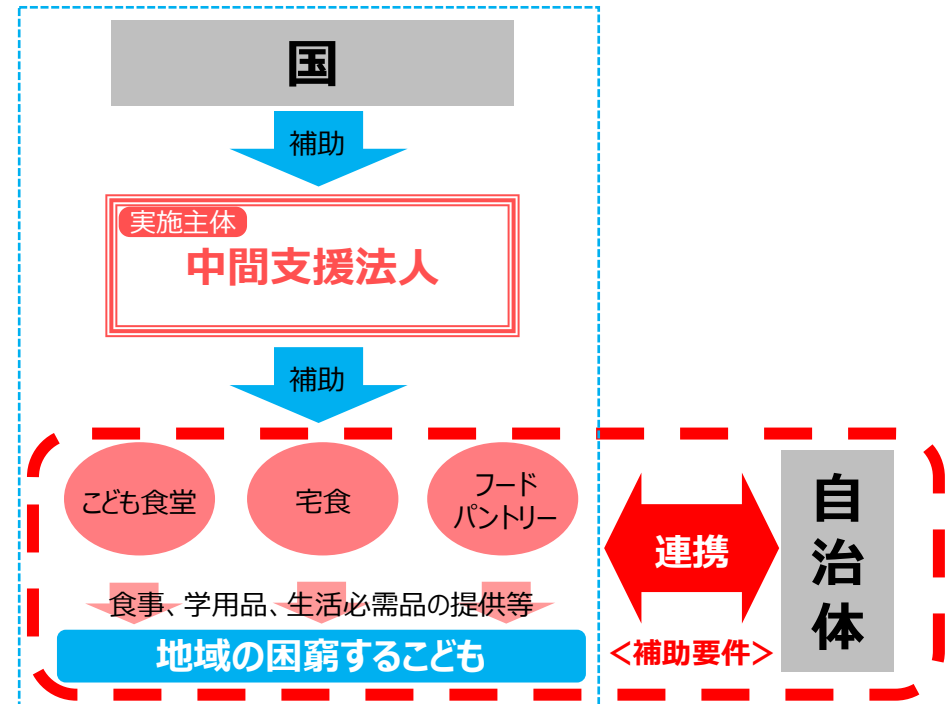 国
補助
実施主体
中間支援法人
補助
こども食堂
宅食
フード
パントリー
食事、学用品、生活必需品の提供等
地域の困窮するこども
連携
<補助要件>
自治体